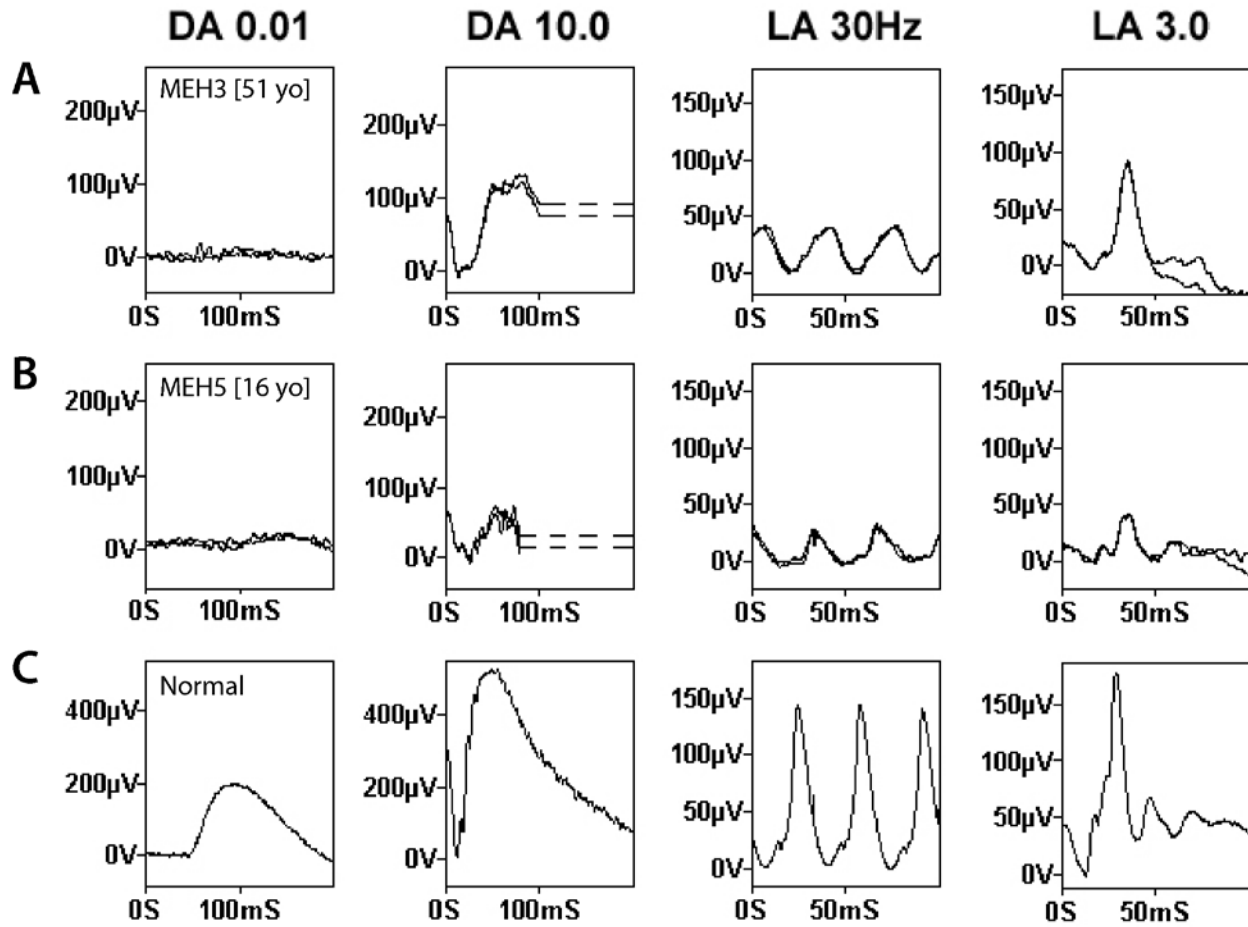 DA 0.01 DA 10.0 LA 30Hz LA 3.0
A
MEH3 [51 yo]
200µV 200µV 150µV 150µV
100µV 100µV 100µV 100µV
50µV 50µV
0V 0V 0V 0V
0S 100mS 0S 100mS 0S 50mS 0S 50mS
B
MEH5 [16 yo]
200µV 200µV 150µV 150µV
100µV 100µV 100µV 100µV
50µV 50µV
0V 0V 0V 0V
0S 100mS 0S 100mS 0S 50mS 0S 50mS
C
Normal
400µV 400µV 150µV 150µV
200µV 200µV 100µV 100µV
50µV 50µV
0V 0V 0V 0V
0S 100mS 0S 100mS 0S 50mS 0S 50mS